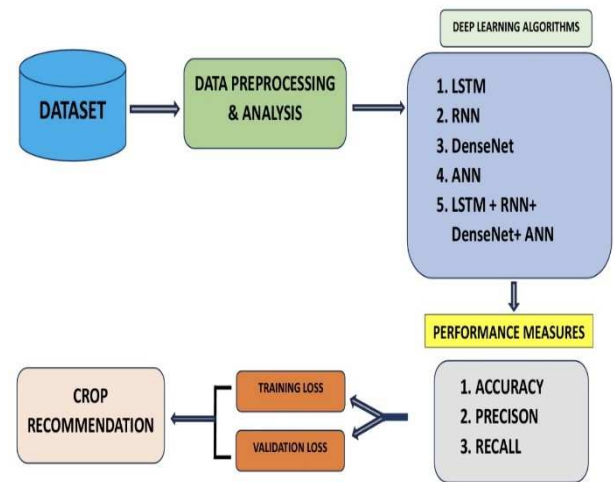 DEEP LEARNING ALGORITHMS
DATASET
DATA PREPROCESSING
& ANALYSIS
1. LSTM
2. RNN
3. DenseNet
4. ANN
5. LSTM + RNN+
DenseNet+ ANN
PERFORMANCE MEASURES
1. ACCURACY
2. PRECISON
3. RECALL
TRAINING LOSS
VALIDATION LOSS
CROP
RECOMMENDATION